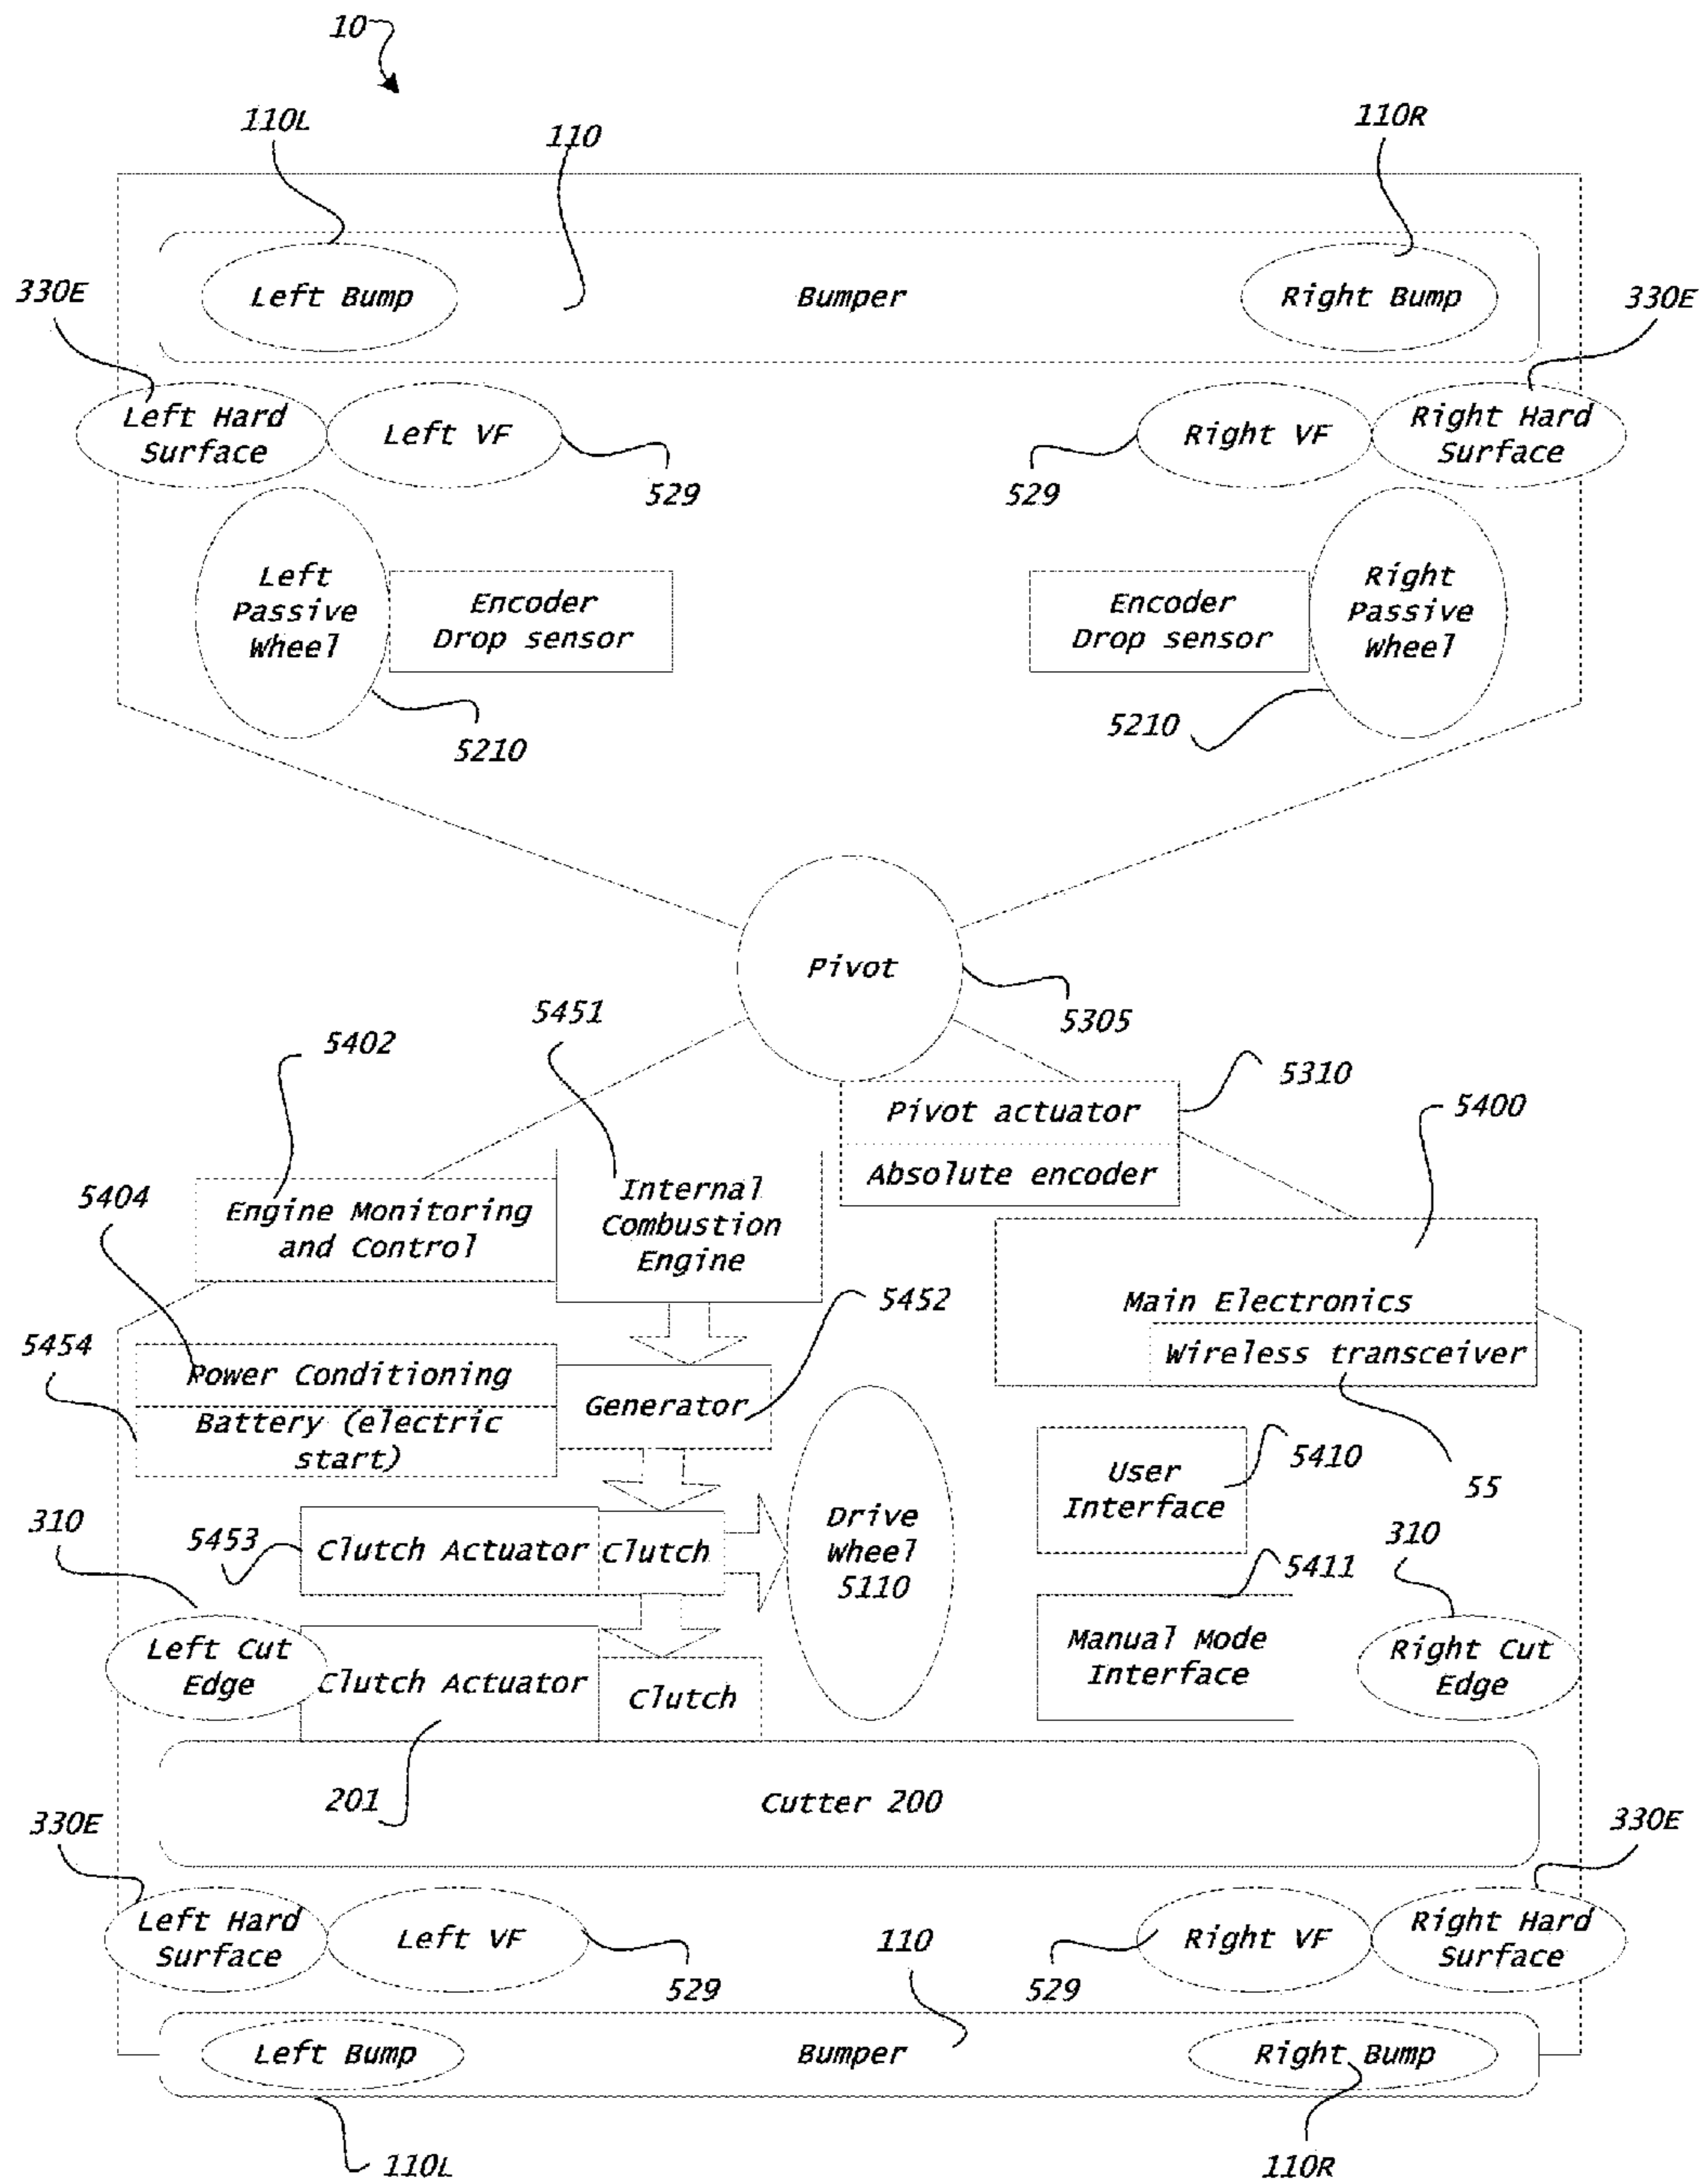 10
110L
110
110R
330E
Left Bump
Bumper
Right Bump
330E
Left Hard
Surface
Left VF
Right VF
Right Hard
Surface
529
529
Left
Passive
Wheel
Encoder
Drop sensor
Encoder
Drop sensor
Right
Passive
Wheel
5210
5210
Pivot
5305
5451
5402
5310
5400
Pivot actuator
Absolute encoder
5404
Engine Monitoring
and Control
Internal
Combustion
Engine
5452
Main Electronics
Wireless transceiver
5454
Power Conditioning
Battery (electric
start)
Generator
5410
55
User
Interface
310
5453
Clutch Actuator
Clutch
Drive
Wheel
5110
310
5411
Left Cut
Edge
Clutch Actuator
Clutch
Manual Mode
Interface
Right Cut
Edge
201
Cutter 200
330E
330E
Left Hard
Surface
Left VF
529
110
529
Right VF
Right Hard
Surface
Left Bump
Bumper
Right Bump
110L
110R